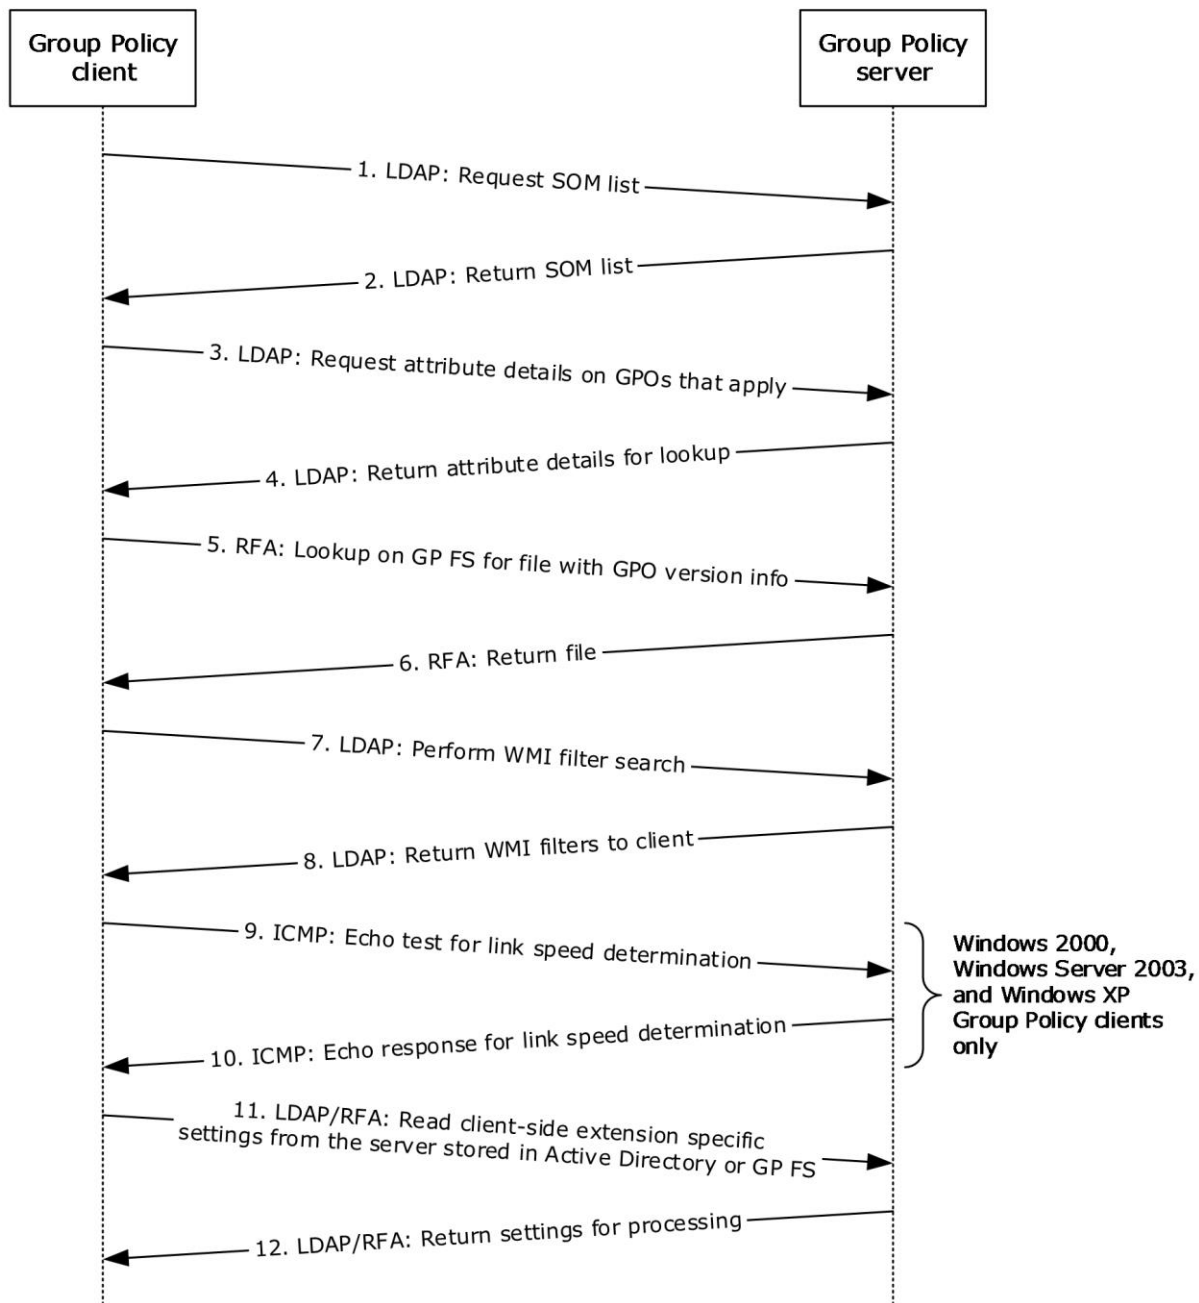 Group Policy
client
Group Policy
server
1. LDAP: Request SOM list
2. LDAP: Return SOM list
3. LDAP: Request attribute details on GPOs that apply
4. LDAP: Return attribute details for lookup
5. RFA: Lookup on GP FS for file with GPO version info
6. RFA: Return file
7. LDAP: Perform WMI filter search
8. LDAP: Return WMI filters to client
9. ICMP: Echo test for link speed determination
Windows 2000,
Windows Server 2003,
and Windows XP
Group Policy clients
only
10. ICMP: Echo response for link speed determination
11. LDAP/RFA: Read client-side extension specific
settings from the server stored in Active Directory or GP FS
12. LDAP/RFA: Return settings for processing